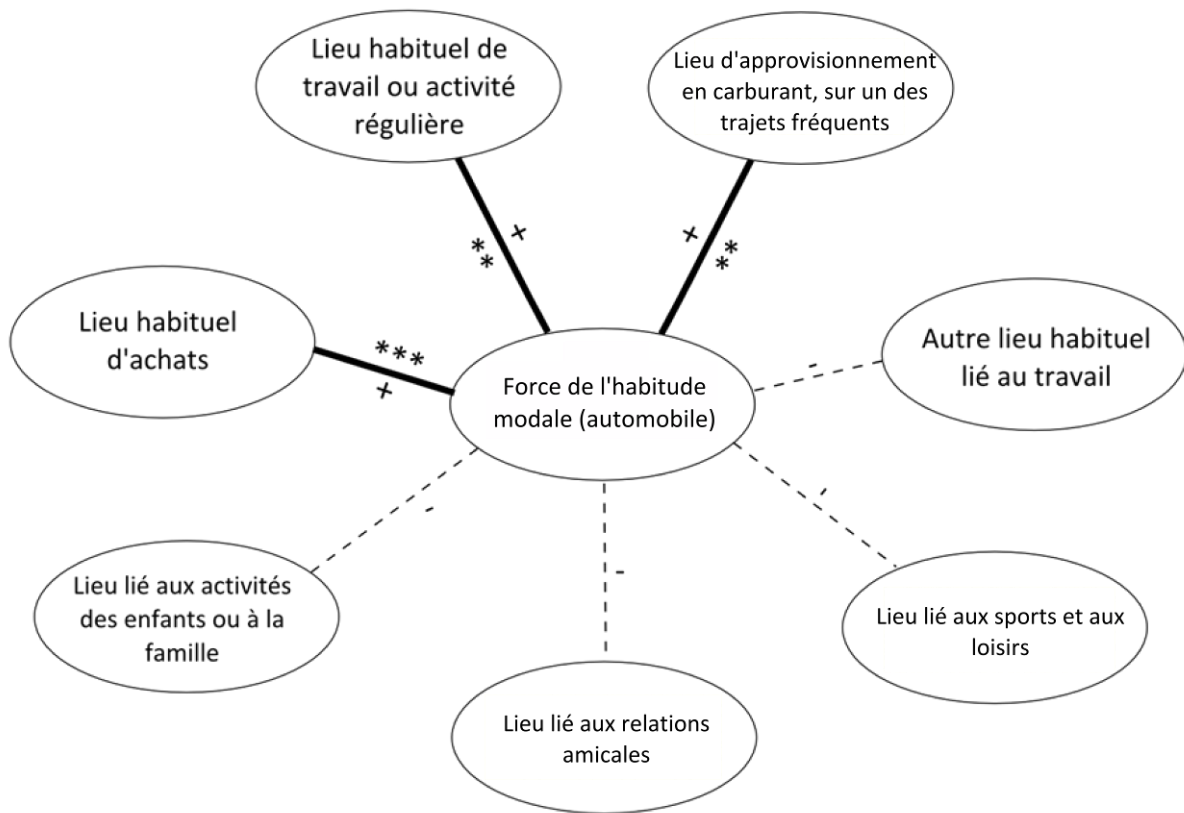 Lieu habituel de
travail ou activité
régulière
Lieu d'approvisionnement
en carburant, sur un des
trajets fréquents
+
**
+
**
Lieu habituel
d'achats
***
+
Autre lieu habituel
lié au travail
-
Force de l'habitude
modale (automobile)
-
-
-
Lieu lié aux activités
des enfants ou à la
famille
Lieu lié aux sports et aux
loisirs
Lieu lié aux relations
amicales